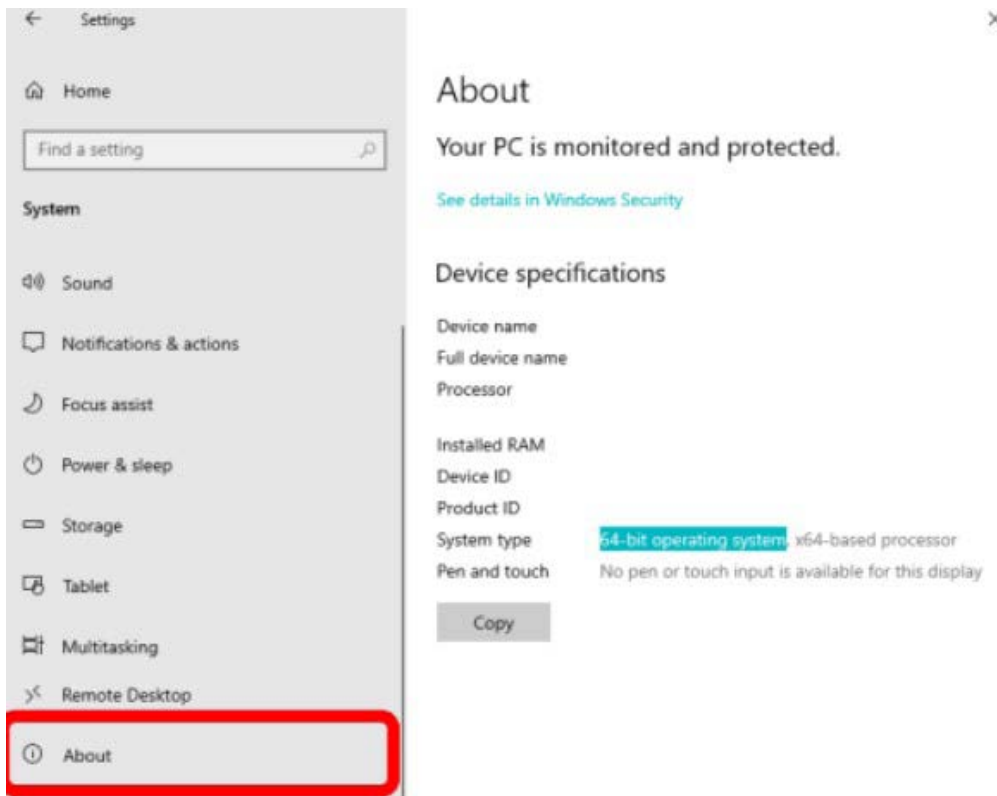 Settings
Home
Find a setting
System
Sound
Notifications & actions
Focus assist
Power & sleep
Storage
Tablet
Multitasking
Remote Desktop
About
About
Your PC is monitored and protected.
See details in Windows Security
Device specifications
Device name
Full device name
Processor
Installed RAM
Device ID
Product ID
System type 64-bit operating system, x64-based processor
Pen and touch No pen or touch input is available for this display
Copy